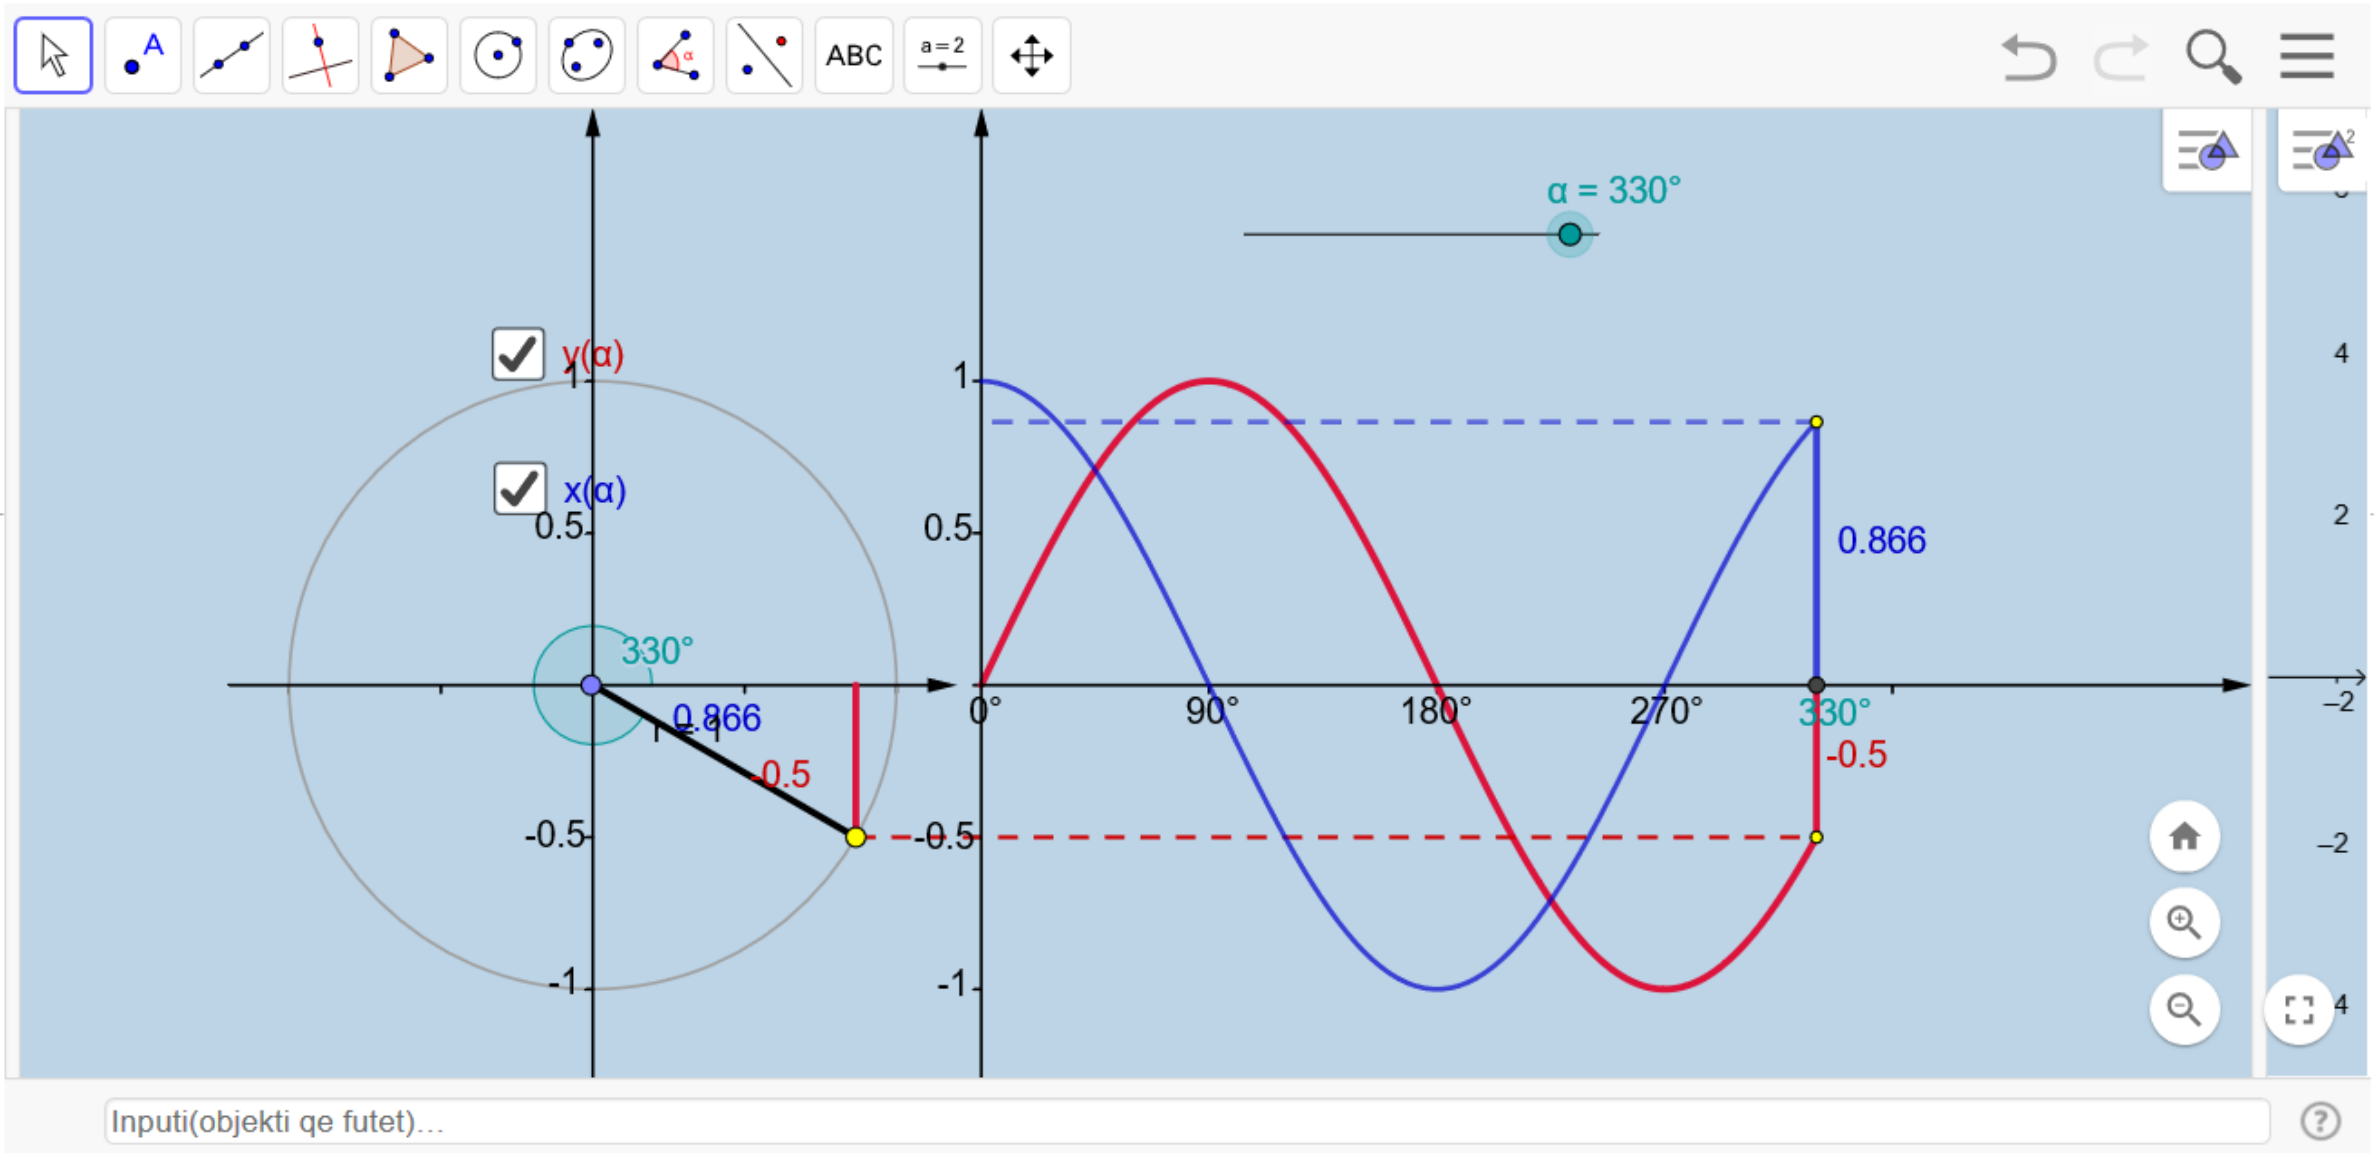 A
α
ABC
a = 2
2
α = 330°
4
y(α)
1
1
x(α)
0.5
0.5
0.866
2
330°
0.866
r = 1
0°
90°
180°
270°
330°
–2
-0.5
-0.5
-0.5
-0.5
–2
-1
-1
4
Inputi(objekti qe futet)...
?